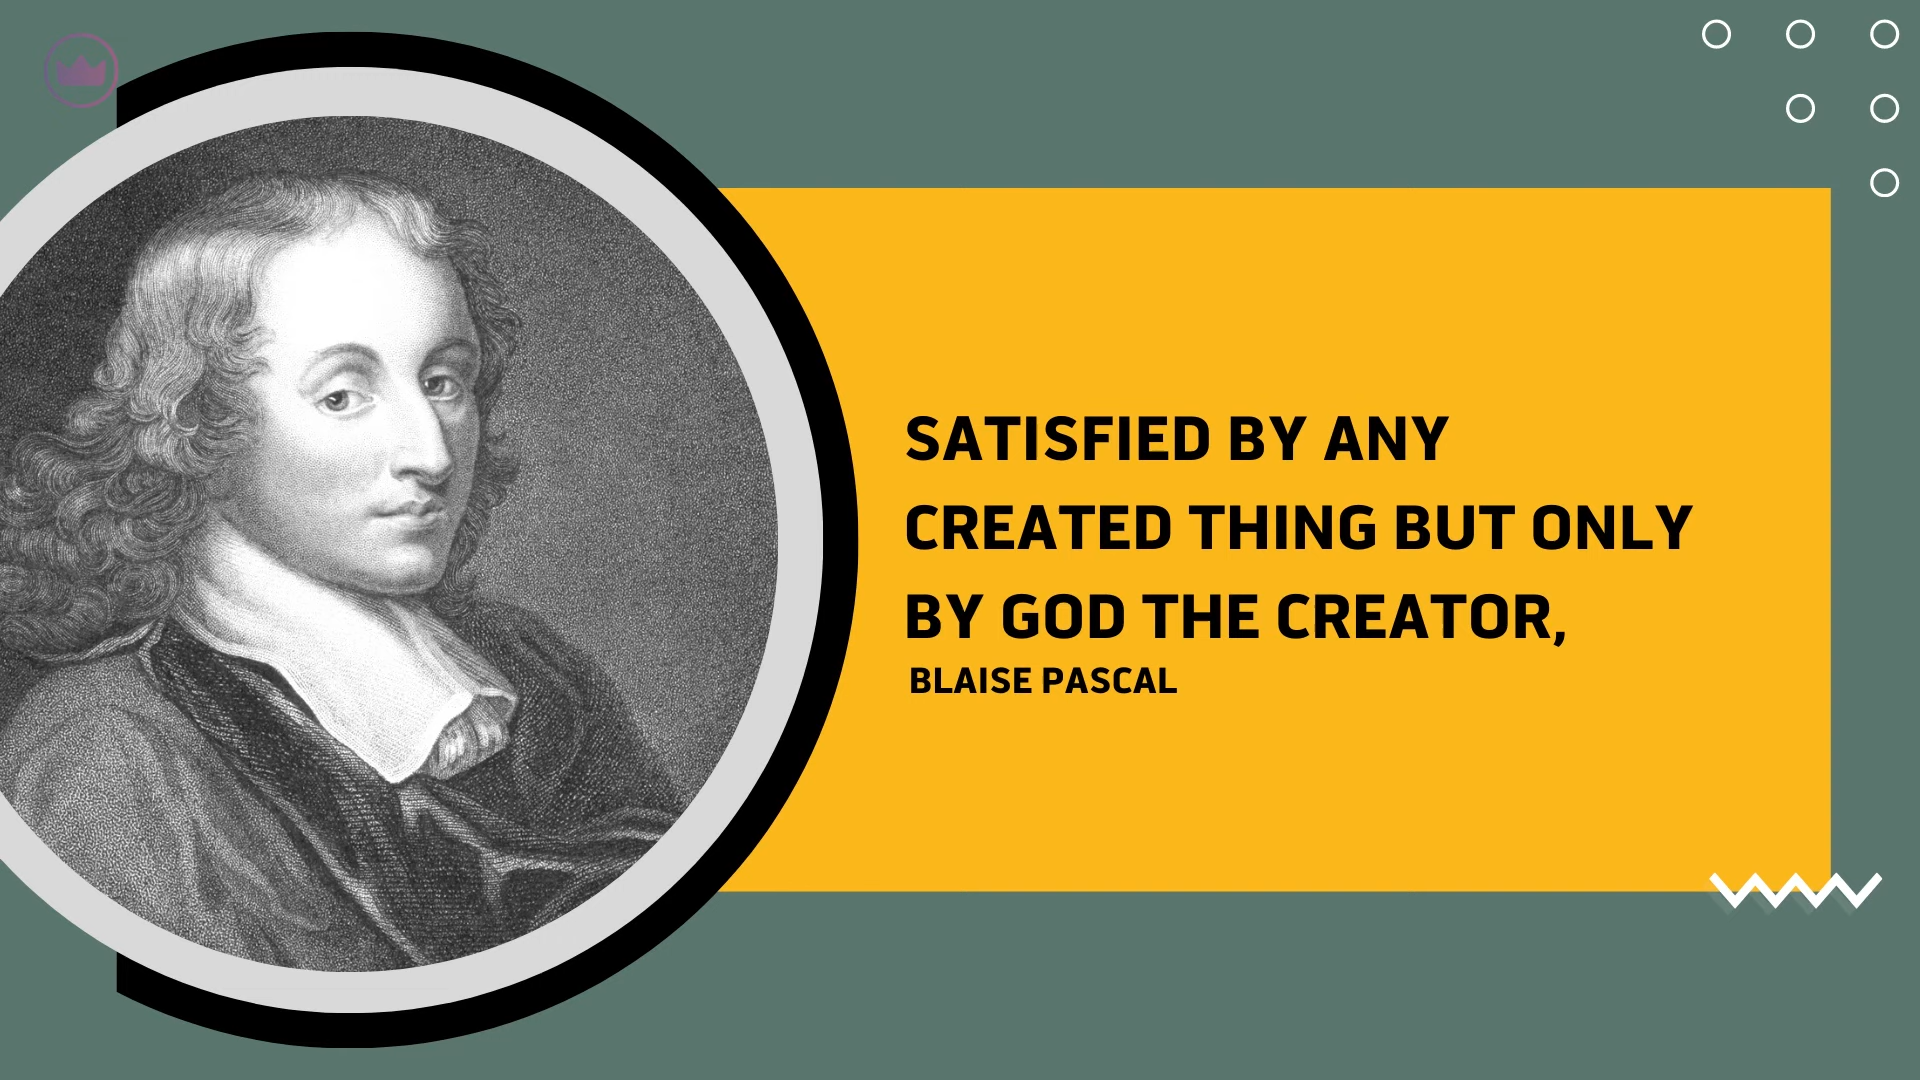 SATISFIED BY ANY
CREATED THING BUT ONLY
BY GOD THE CREATOR,
BLAISE PASCAL